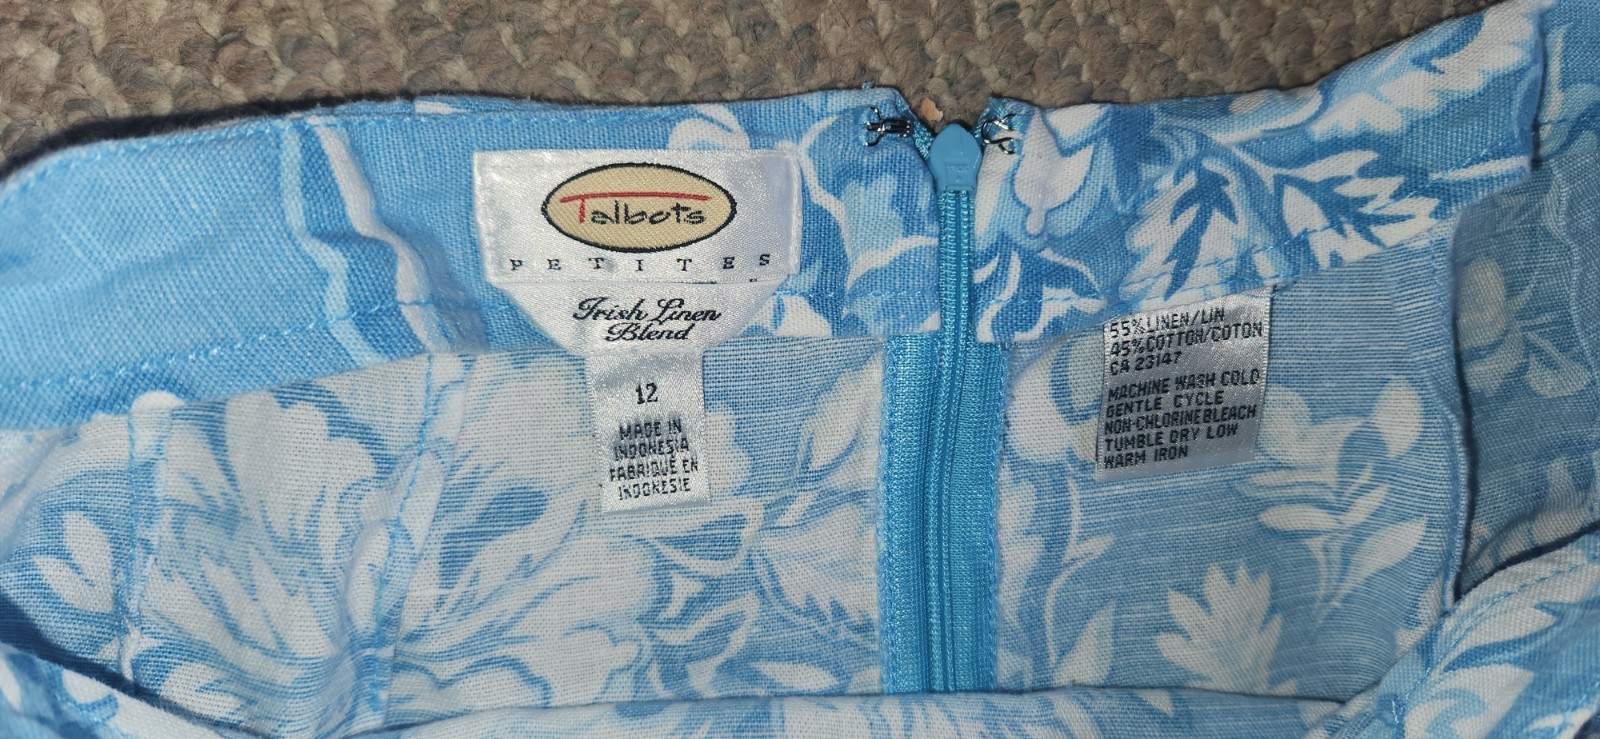 Talbots
PETITES
Irish Linen
Blend
12
MADE IN
INDONESIA
FABRIQUE EN
INDONESIE
55%LINEN/LIN
45%COTTON/COTON
CA 23147
MACHINE WASH COLD
GENTLE CYCLE
NON-CHLORINE BLEACH
TUMBLE DRY LOW
WARM IRON